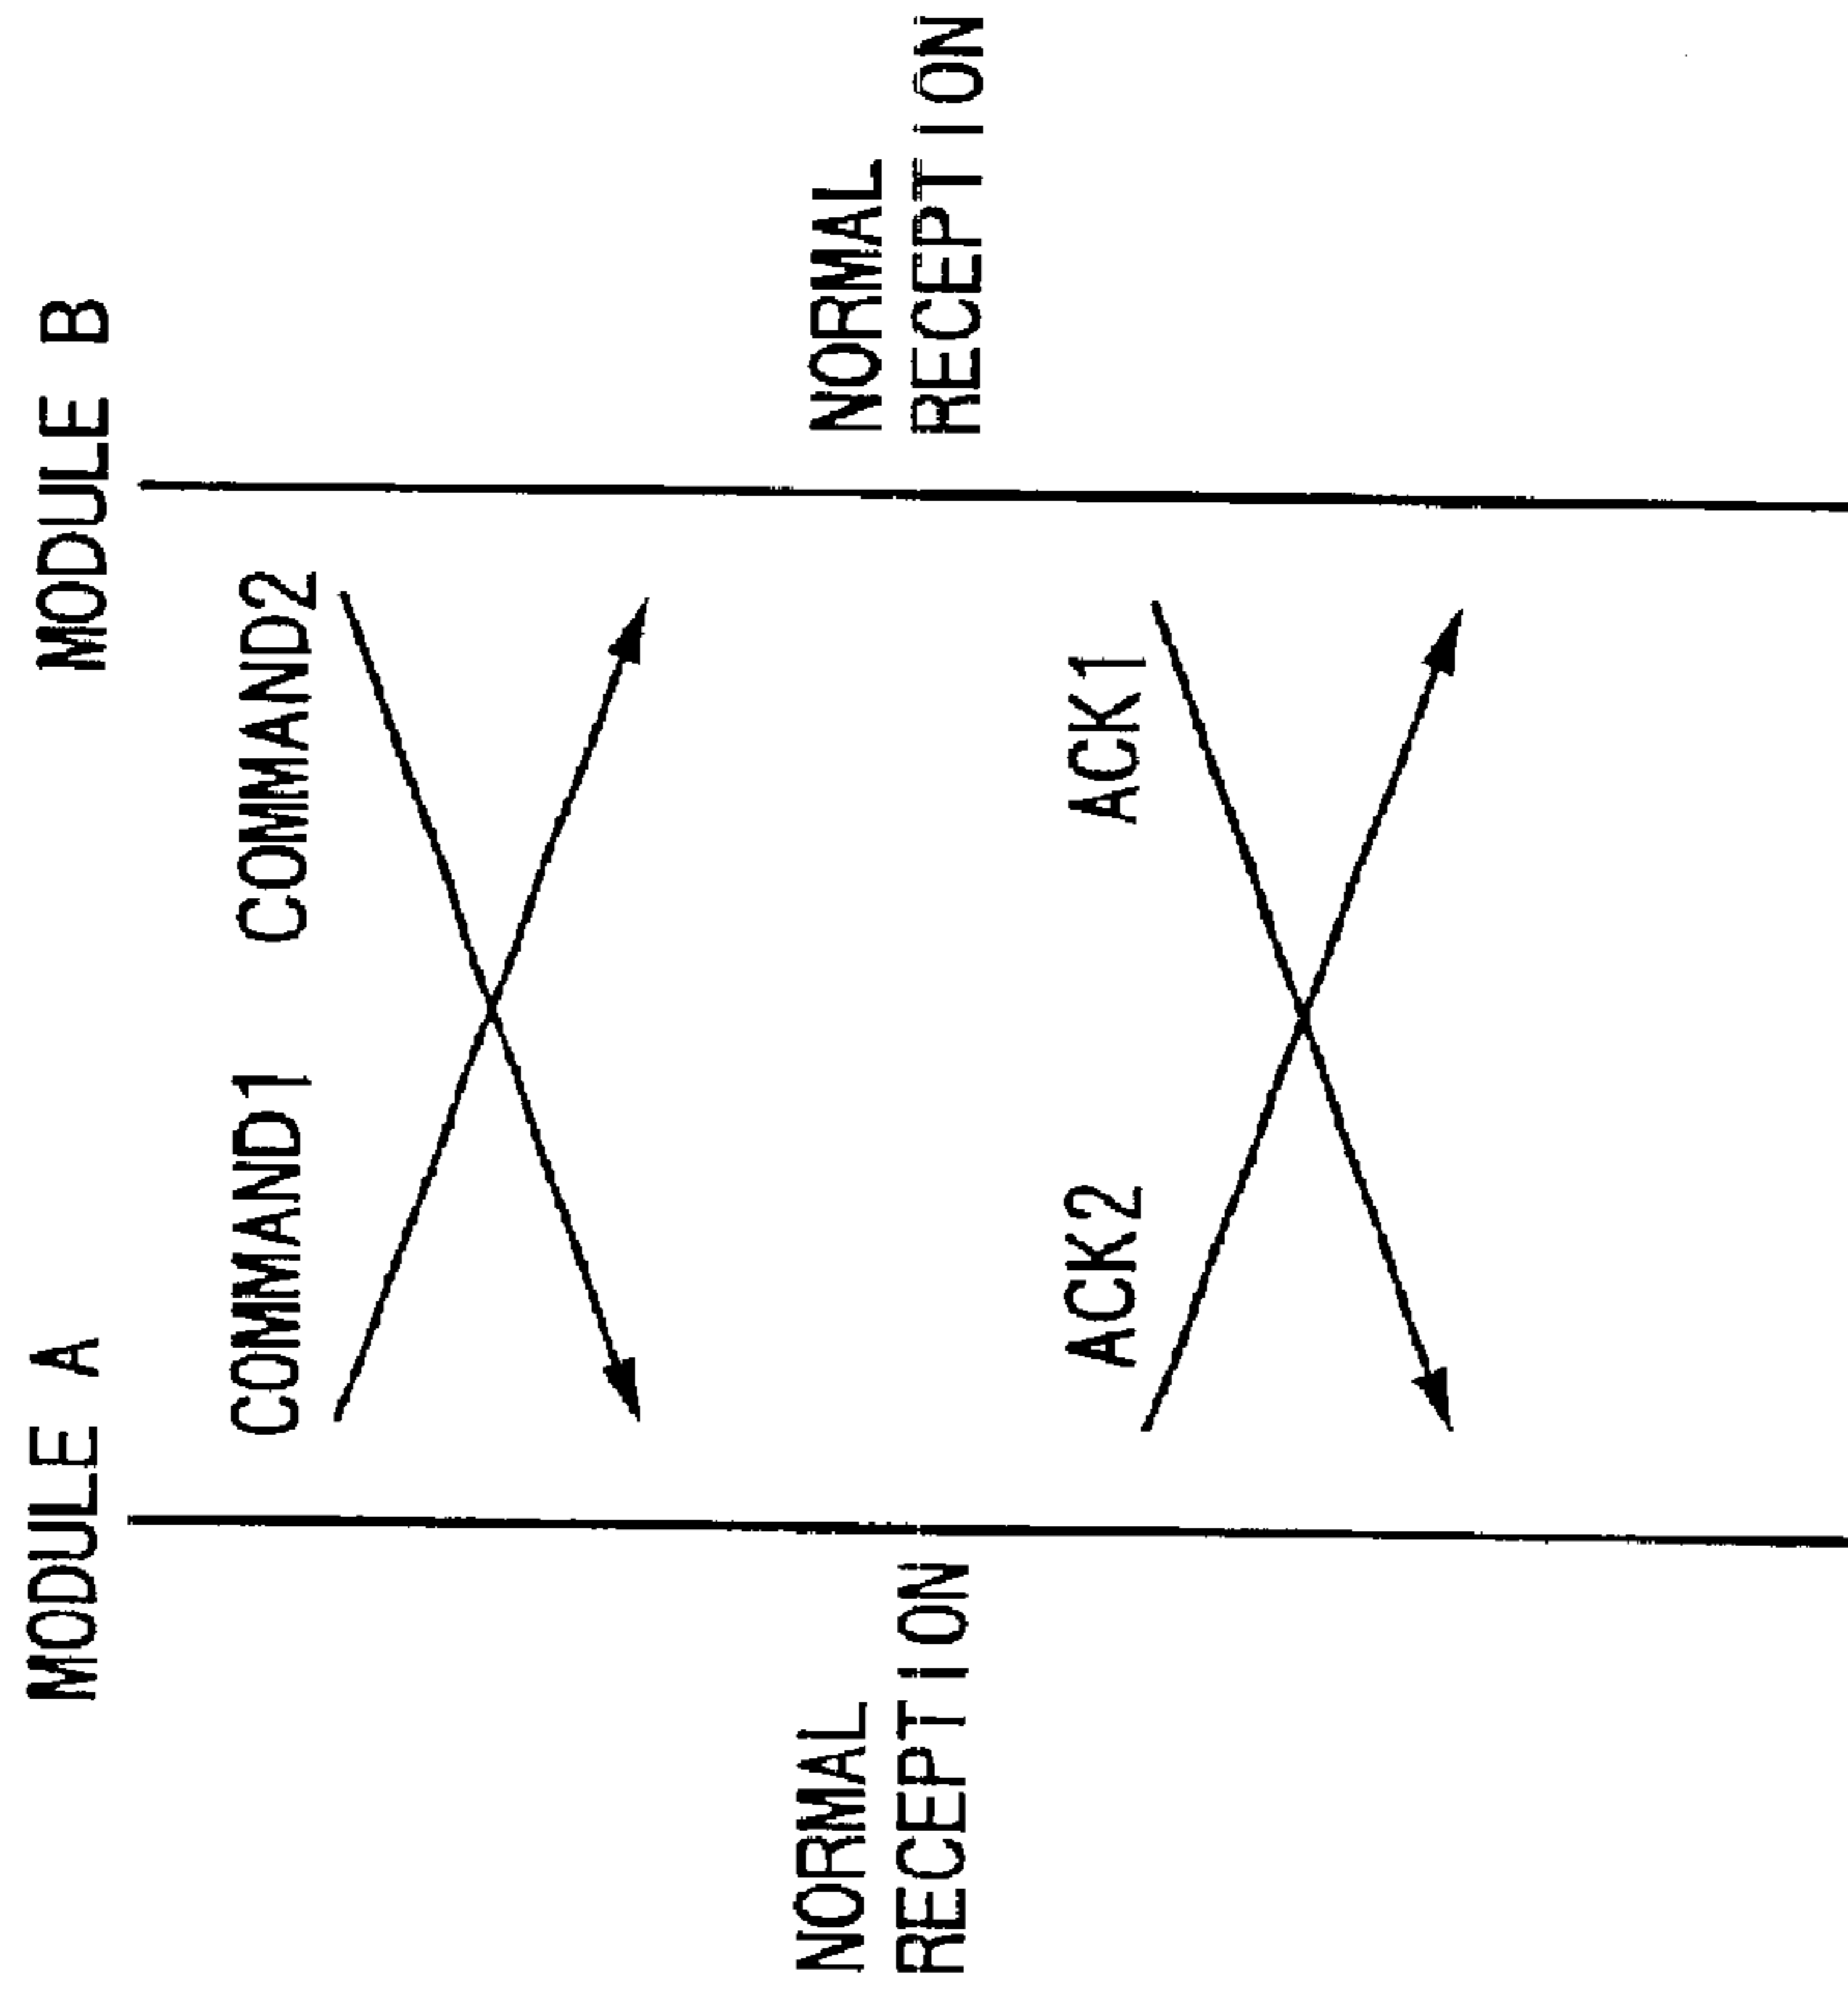 MODULE A
MODULE B
COMMAND1
COMMAND2
NORMAL
RECEPTION
NORMAL
RECEPTION
ACK2
ACK1